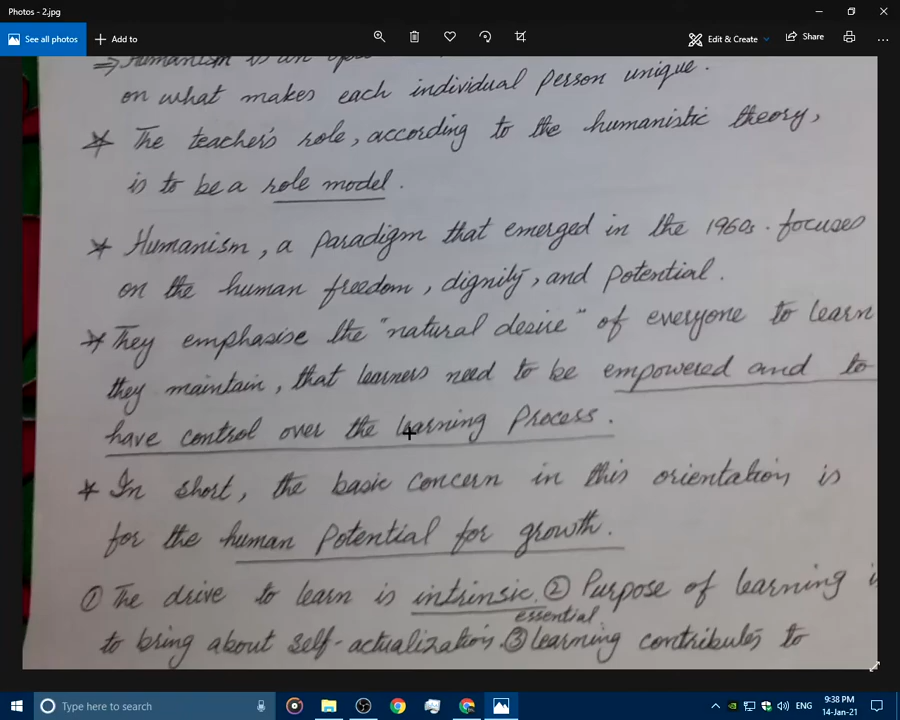 Photos - 2.jpg
See all photos
Add to
Edit & Create
Share
⇒ Humanism is an
on what makes each individual person unique.
* The teacher's role, according to the humanistic theory,
is to be a role model.
* Humanism, a paradigm that emerged in the 1960s. focuses
on the human freedom, dignity, and potential.
* They emphasise the "natural desire" of everyone to learn
they maintain, that learners need to be empowered and to
have control over the learning Process.
* In short, the basic concern in this orientation is
for the human Potential for growth.
① The drive to learn is intrinsic. ② Purpose of learning is
essential
to bring about self-actualization. ③ learning contributes to
Type here to search
ENG
9:38 PM
14-Jan-21